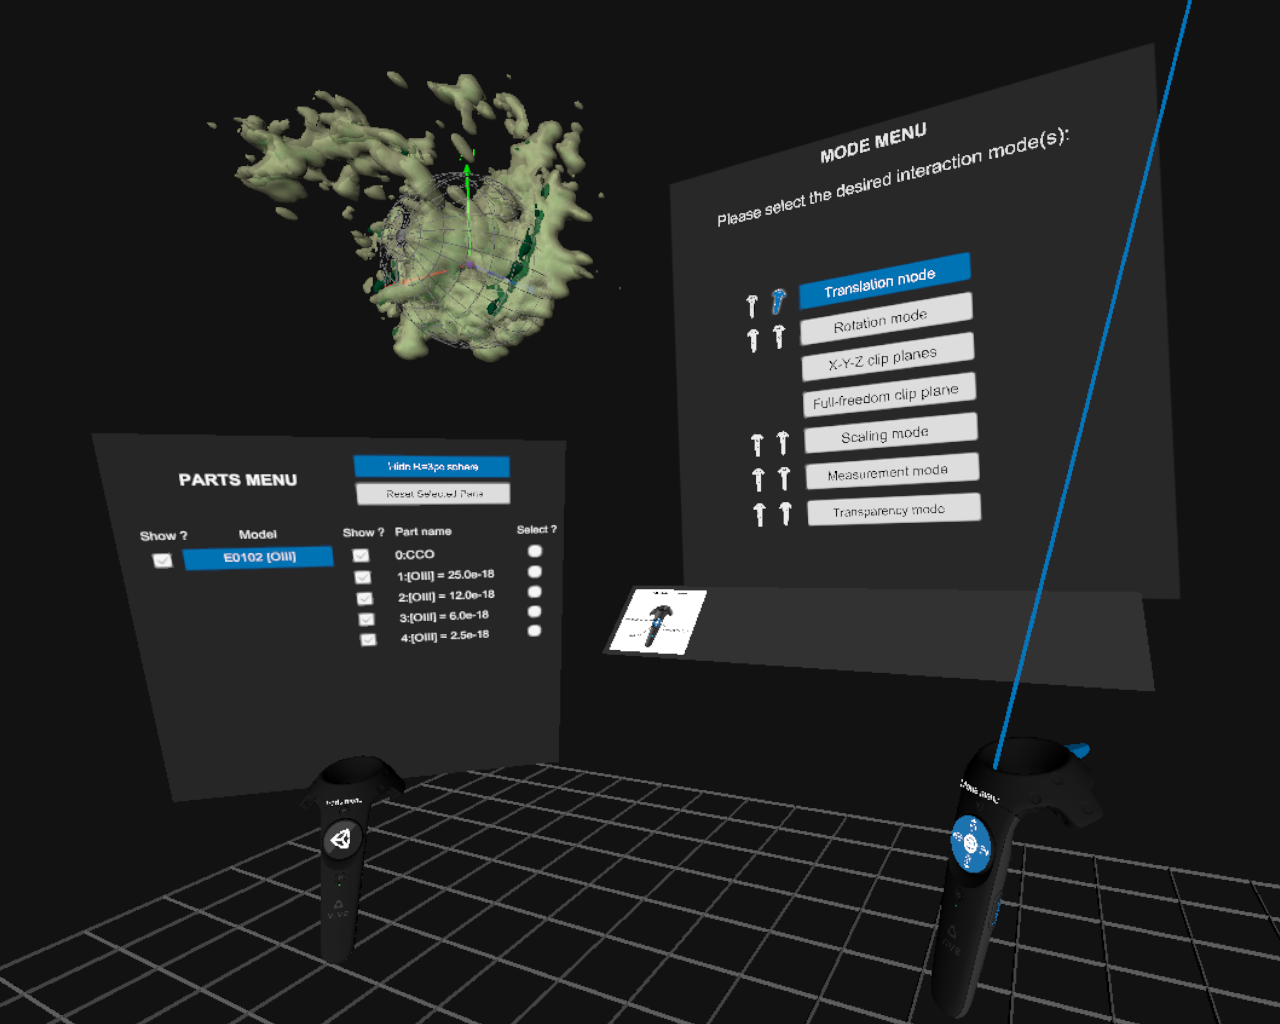 MODE MENU
Please select the desired interaction mode(s):
Translation mode
Rotation mode
X-Y-Z clip planes
Full-freedom clip plane
Scaling mode
Measurement mode
Transparency mode
PARTS MENU
Hide R=3pc sphere
Reset Selected Parts
Show ? Model
E0102 [OIII]
Show ? Part name Select ?
0:CCO
1:[OIII] = 25.0e-18
2:[OIII] = 12.0e-18
3:[OIII] = 6.0e-18
4:[OIII] = 2.5e-18